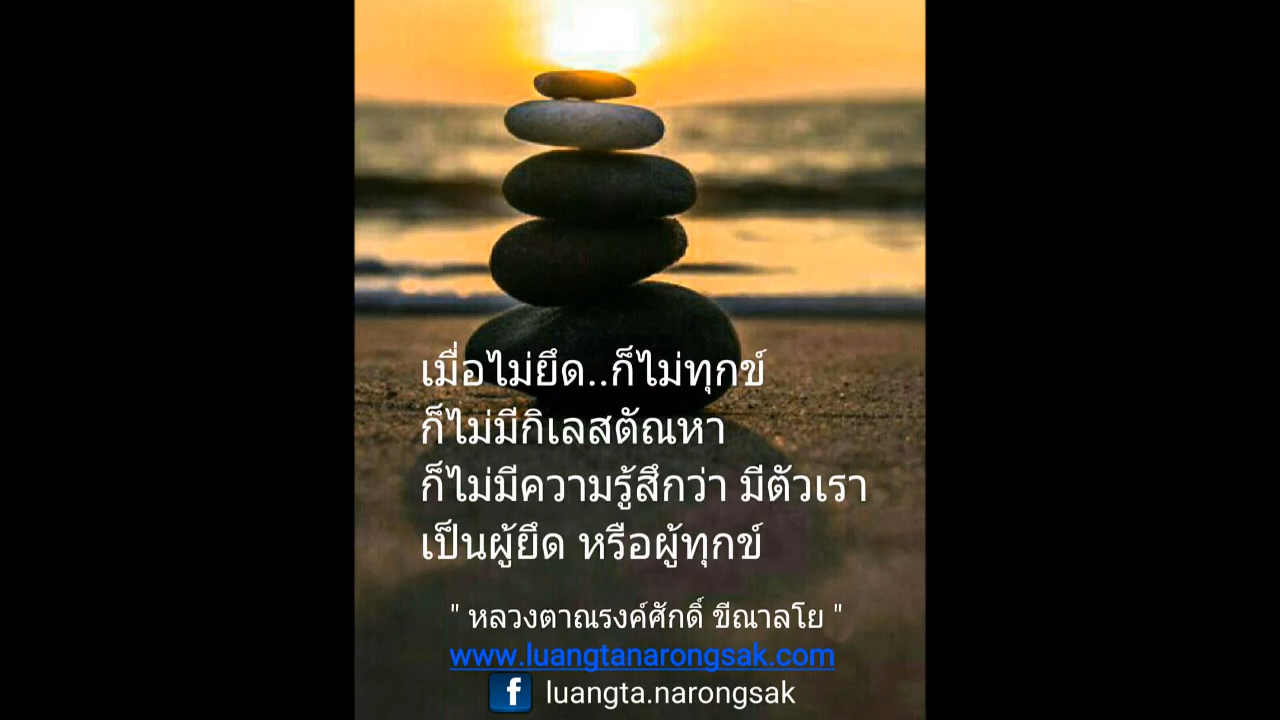 เมื่อไม่ยึด..ก็ไม่ทุกข์
ก็ไม่มีกิเลสตัณหา
ก็ไม่มีความรู้สึกว่า มีตัวเรา
เป็นผู้ยึด หรือผู้ทุกข์
" หลวงตาณรงค์ศักดิ์ ขีณาลโย "
www.luangtanarongsak.com
f luangta.narongsak